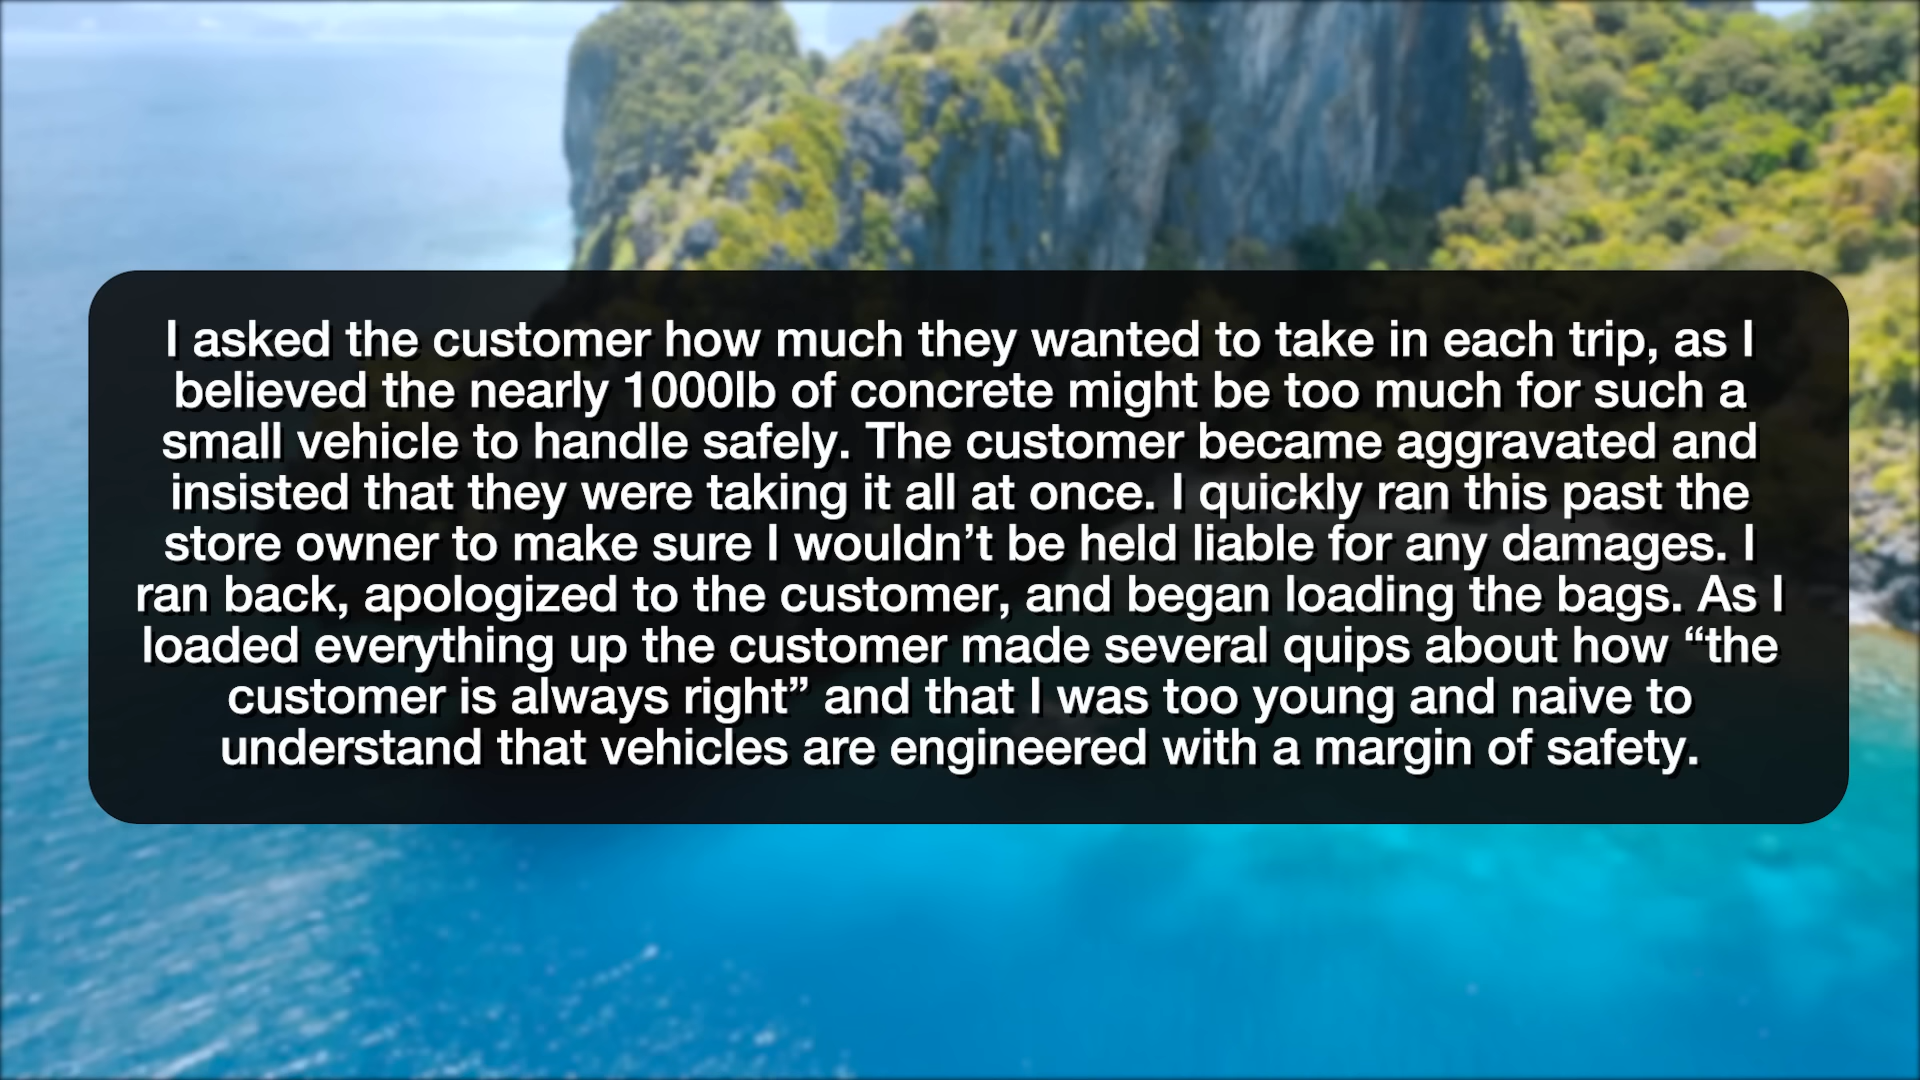 I asked the customer how much they wanted to take in each trip, as I
believed the nearly 1000lb of concrete might be too much for such a
small vehicle to handle safely. The customer became aggravated and
insisted that they were taking it all at once. I quickly ran this past the
store owner to make sure I wouldn’t be held liable for any damages. I
ran back, apologized to the customer, and began loading the bags. As I
loaded everything up the customer made several quips about how “the
customer is always right” and that I was too young and naive to
understand that vehicles are engineered with a margin of safety.